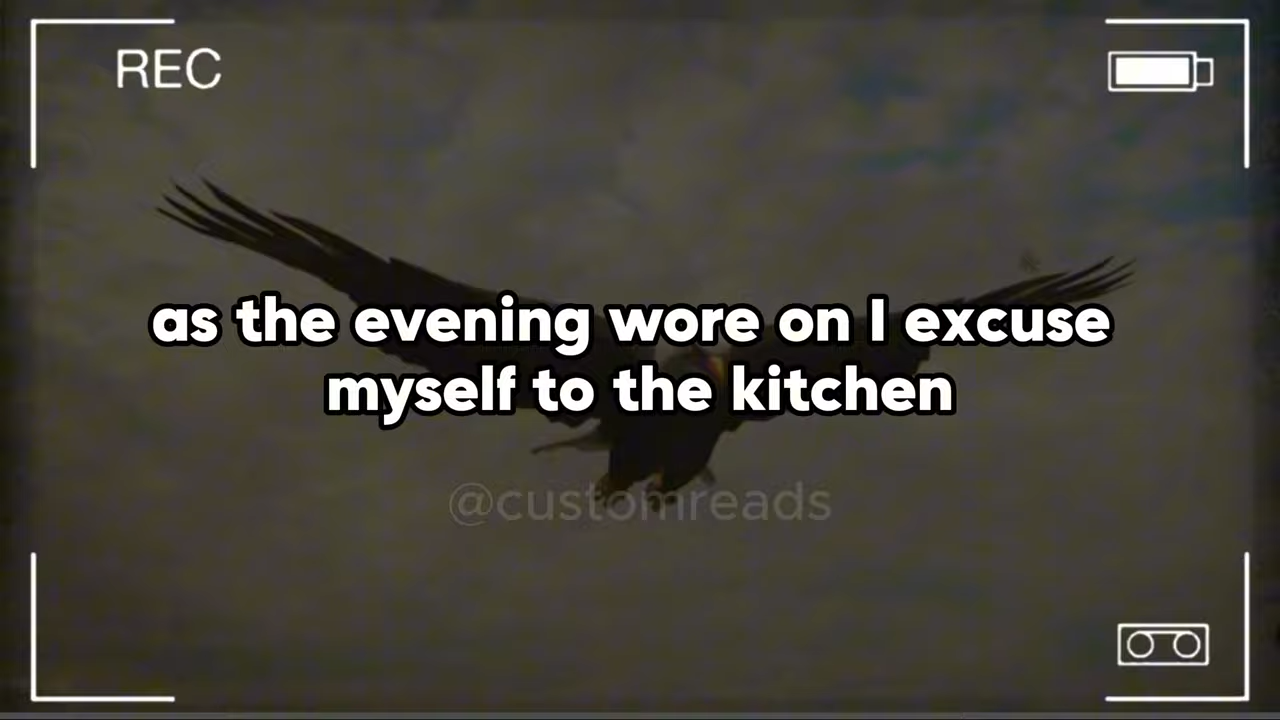 REC
as the evening wore on I excuse
myself to the kitchen
@customreads